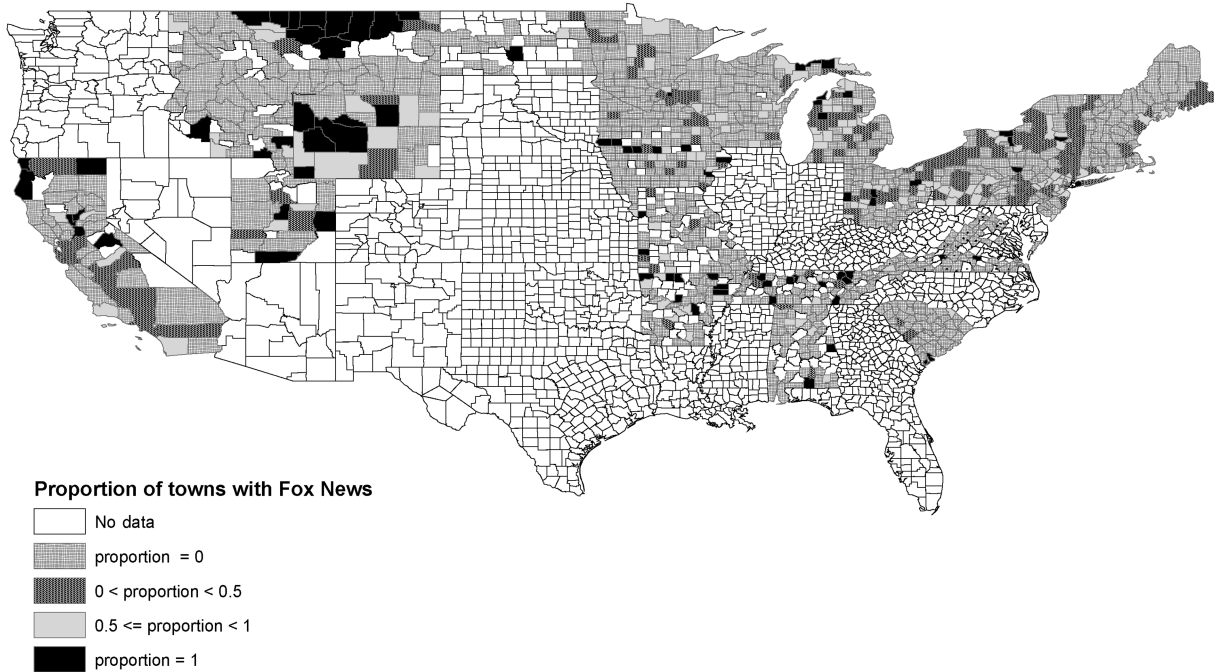 Proportion of towns with Fox News
No data
proportion = 0
0 < proportion < 0.5
0.5 <= proportion < 1
proportion = 1